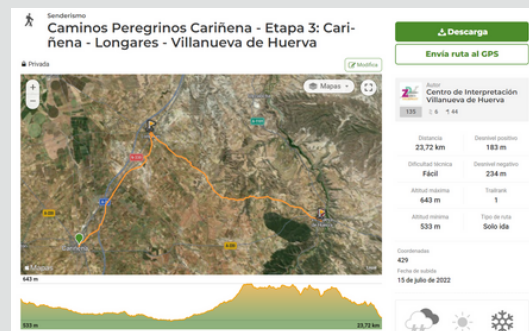 Senderismo
Caminos Peregrinos Cariñena - Etapa 3: Cari-
ñena - Longares - Villanueva de Huerva
Privada
Modifica
Mapas
Cariñena
Mapas
643 m
533 m
23,72 km
Descarga
Envía ruta al GPS
Autor
Centro de Interpretación
Villanueva de Huerva
135
6
44
Distancia
23,72 km
Desnivel positivo
183 m
Dificultad técnica
Fácil
Desnivel negativo
234 m
Altitud máxima
643 m
Trailrank
1
Altitud mínima
533 m
Tipo de ruta
Solo ida
Coordenadas
429
Fecha de subida
15 de julio de 2022